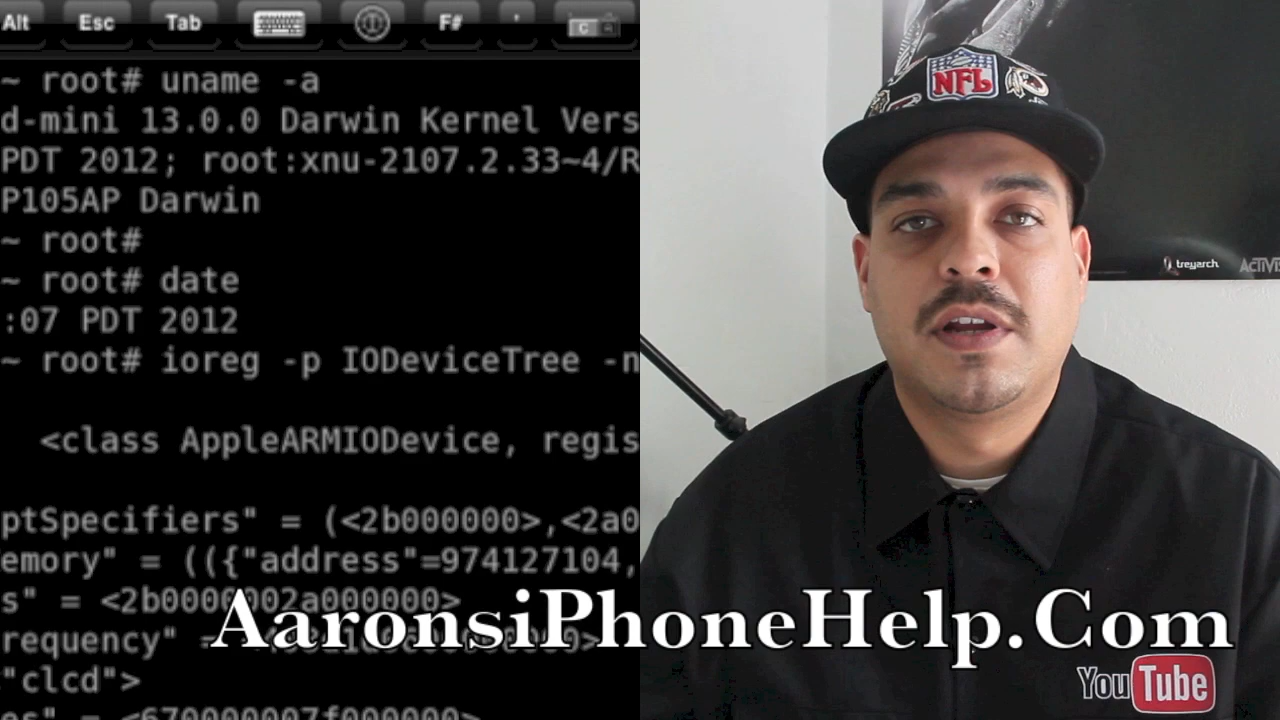 Alt Esc Tab F# '
~ root# uname -a
d-mini 13.0.0 Darwin Kernel Vers
PDT 2012; root:xnu-2107.2.33~4/R
P105AP Darwin
~ root#
~ root# date
:07 PDT 2012
~ root# ioreg -p IODeviceTree -n
<class AppleARMIODevice, regis
ptSpecifiers" = (<2b000000>,<2a0
emory" = (({"address"=974127104,
s" = <2b0000002a000000>
requency" =
"clcd">
es" = <670000007f000000>
NFL
treyarch
AaronsiPhoneHelp.Com
YouTube